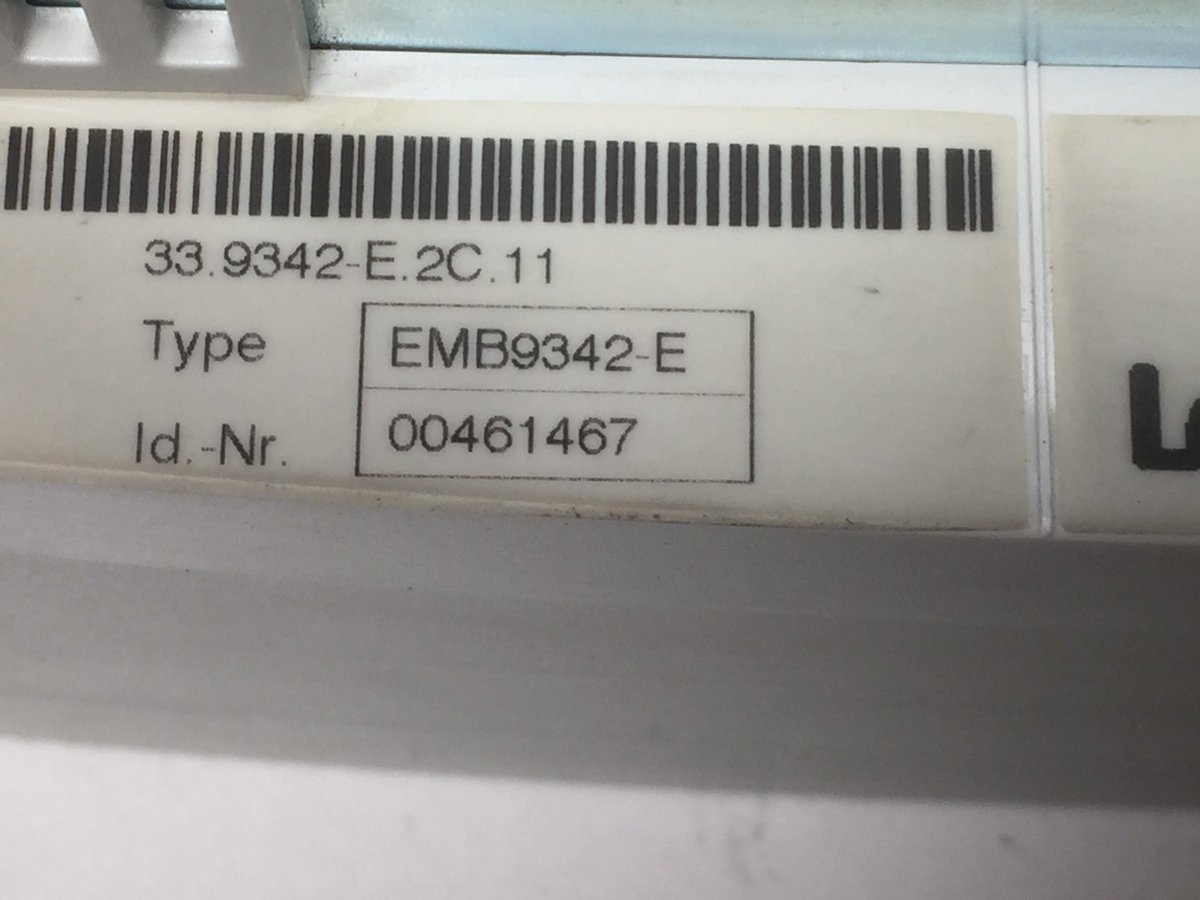 33.9342-E.2C.11
Type EMB9342-E
Id.-Nr. 00461467